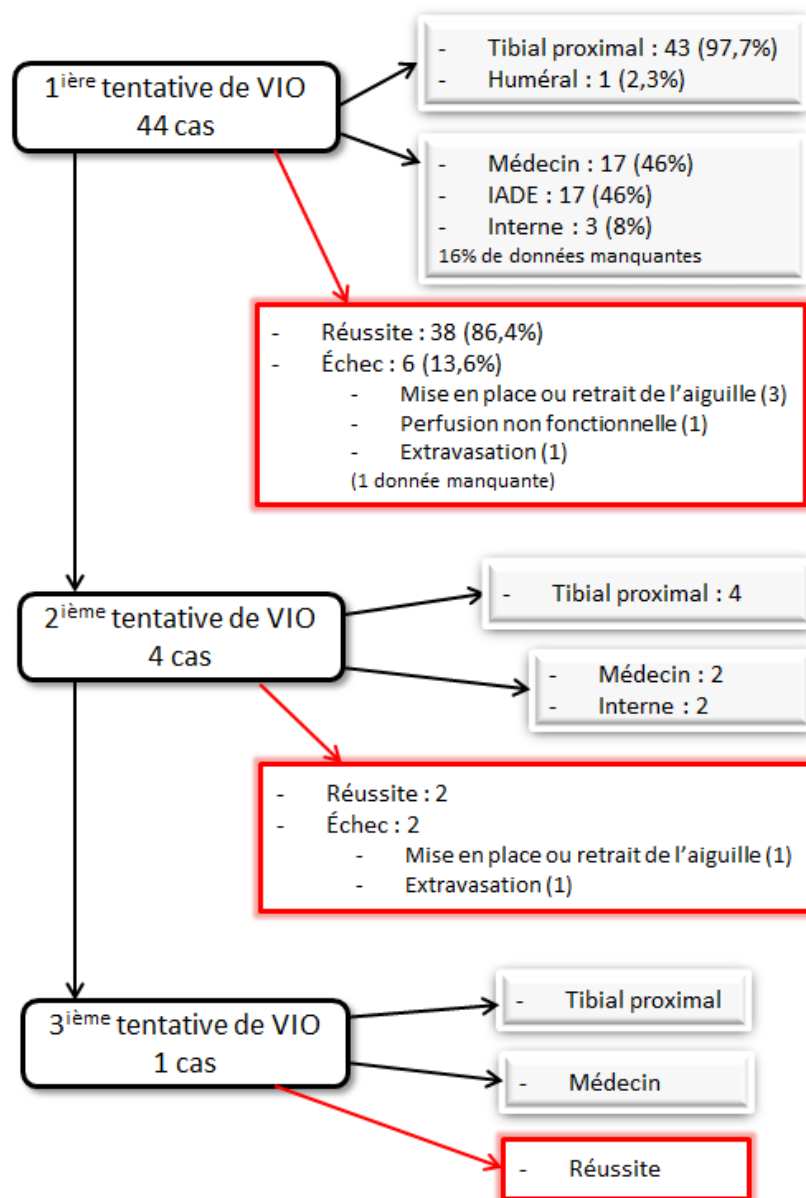 1ière tentative de VIO
44 cas
- Tibial proximal : 43 (97,7%)
- Huméral : 1 (2,3%)
- Médecin : 17 (46%)
- IADE : 17 (46%)
- Interne : 3 (8%)
16% de données manquantes
- Réussite : 38 (86,4%)
- Échec : 6 (13,6%)
- Mise en place ou retrait de l'aiguille (3)
- Perfusion non fonctionnelle (1)
- Extravasation (1)
(1 donnée manquante)
2ième tentative de VIO
4 cas
- Tibial proximal : 4
- Médecin : 2
- Interne : 2
- Réussite : 2
- Échec : 2
- Mise en place ou retrait de l'aiguille (1)
- Extravasation (1)
3ième tentative de VIO
1 cas
- Tibial proximal
- Médecin
- Réussite